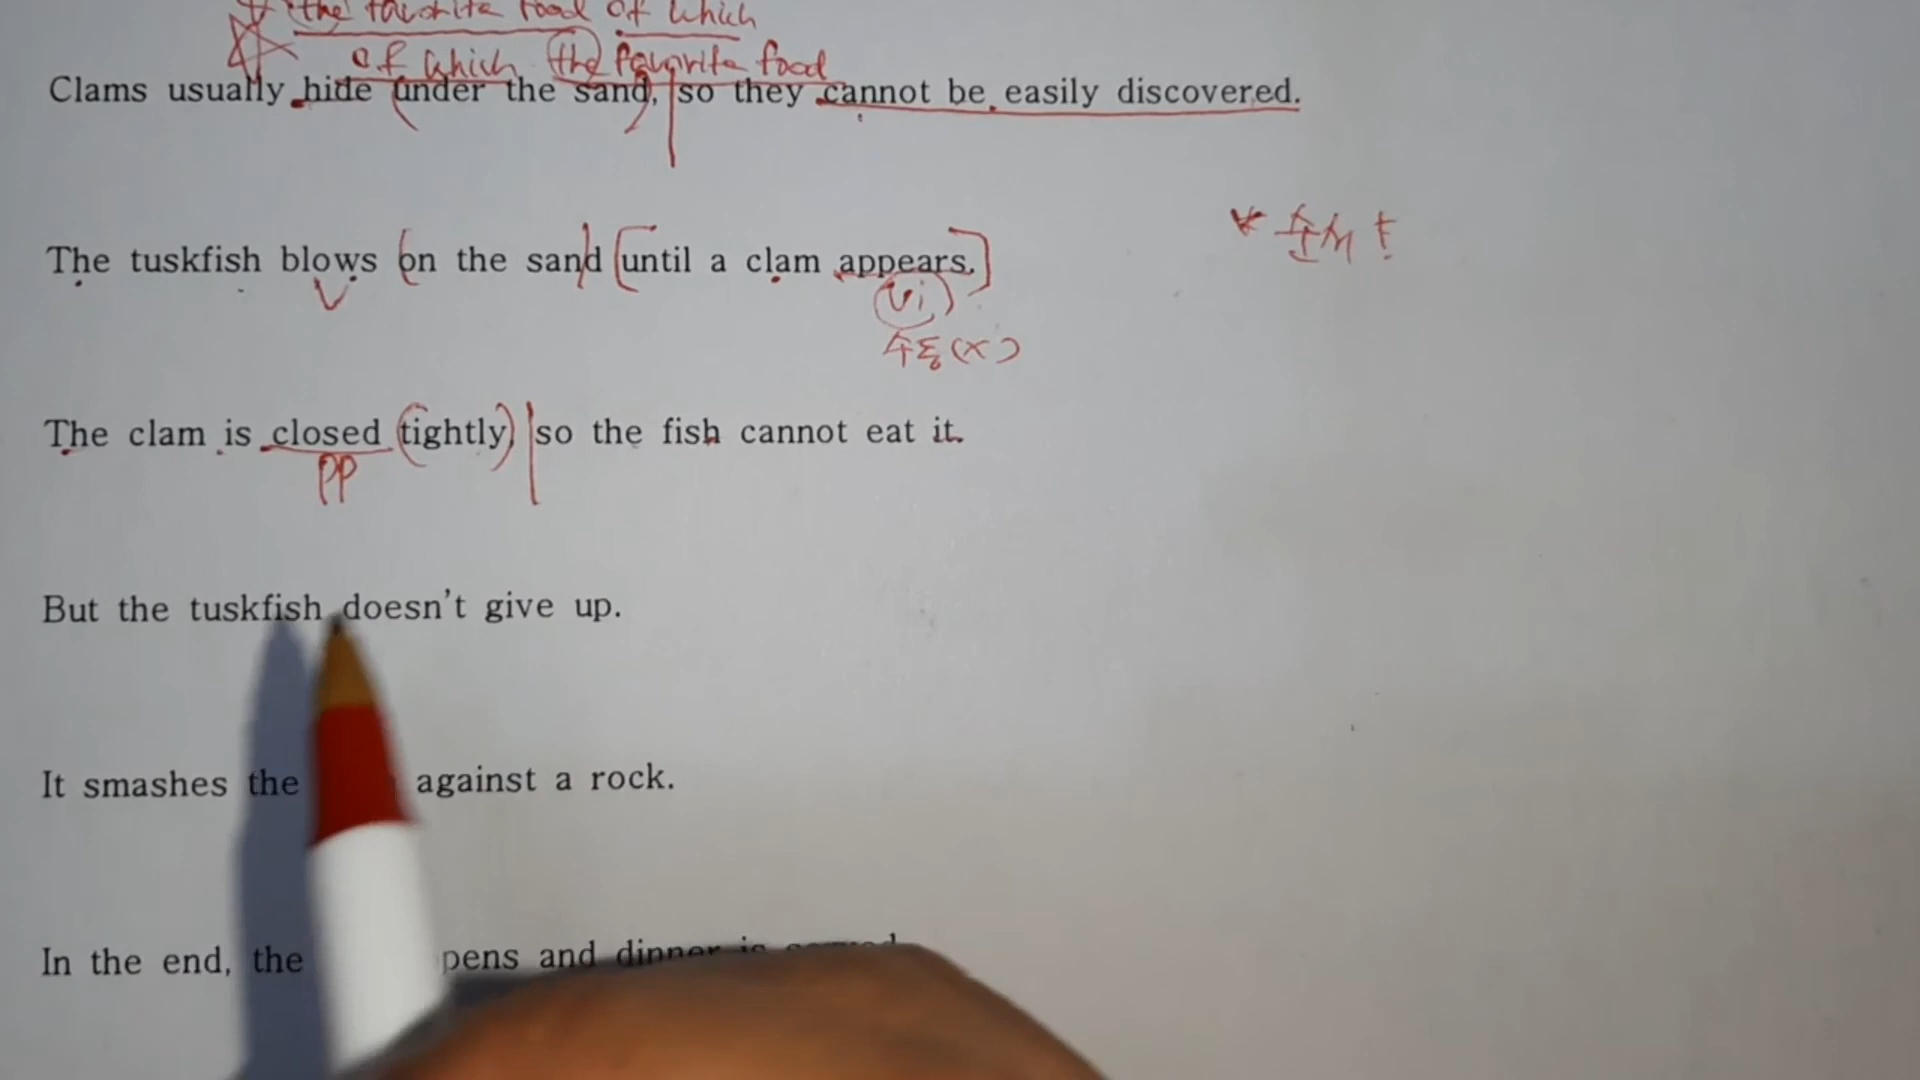 the favorite food of which
of which the favorite food
Clams usually hide under the sand, so they cannot be easily discovered.
* 순서!
The tuskfish blows on the sand until a clam appears.
V
vi
수동(X)
The clam is closed tightly, so the fish cannot eat it.
PP
But the tuskfish doesn't give up.
It smashes the against a rock.
In the end, the pens and dinner is